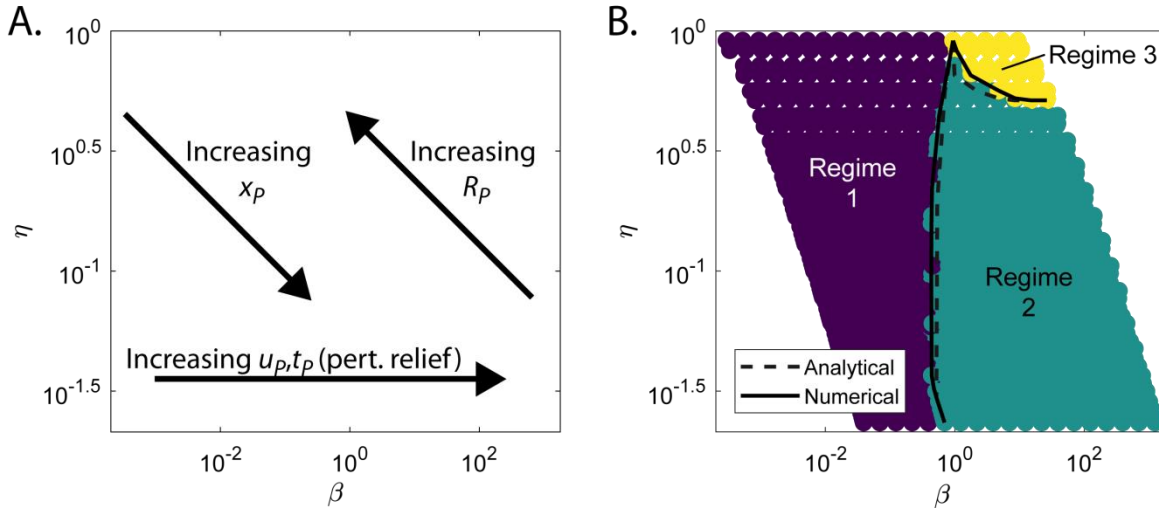 A.
10^0
10^0.5
10^-1
10^-1.5
η
Increasing
x_P
Increasing
R_P
Increasing u_P,t_P (pert. relief)
10^-2
10^0
10^2
β
B.
10^0
10^0.5
10^-1
10^-1.5
η
Regime 3
Regime
1
Regime
2
Analytical
Numerical
10^-2
10^0
10^2
β